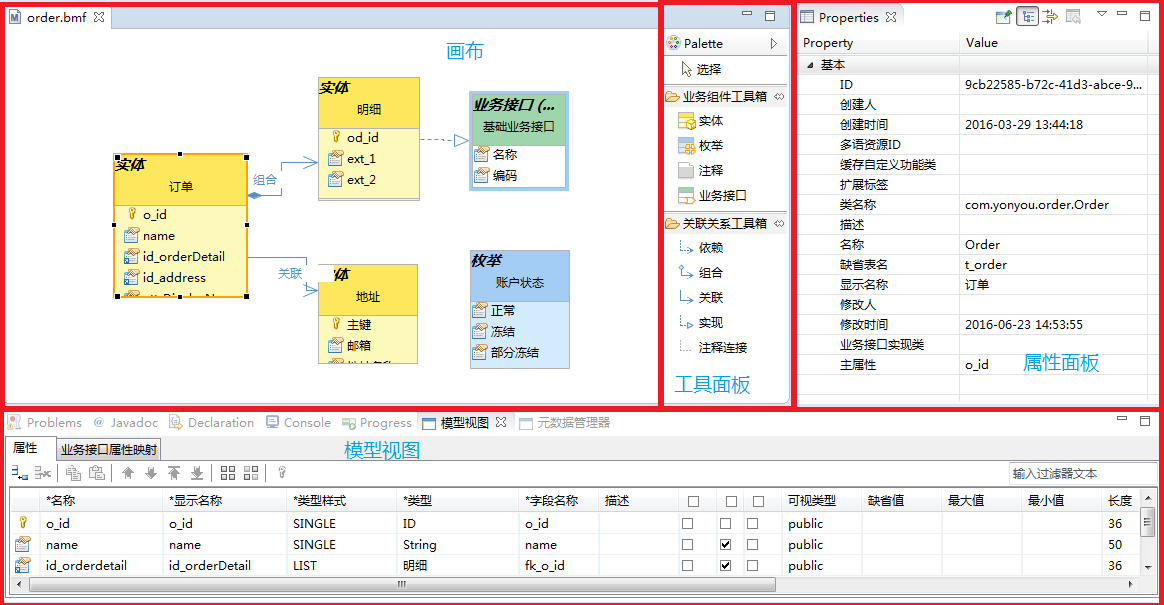 order.bmf
画布
实体
明细
od_id
ext_1
ext_2
业务接口 (...
基础业务接口
名称
编码
实体
订单
o_id
name
id_orderDetail
id_address
组合
关联
体
地址
主键
邮箱
枚举
账户状态
正常
冻结
部分冻结
Palette
选择
业务组件工具箱
实体
枚举
注释
业务接口
关联关系工具箱
依赖
组合
关联
实现
注释连接
工具面板
Properties
Property Value
基本
ID 9cb22585-b72c-41d3-abce-9...
创建人
创建时间 2016-03-29 13:44:18
多语资源ID
缓存自定义功能类
扩展标签
类名称 com.yonyou.order.Order
描述
名称 Order
缺省表名 t_order
显示名称 订单
修改人
修改时间 2016-06-23 14:53:55
业务接口实现类
主属性 o_id
属性面板
Problems @ Javadoc Declaration Console Progress 模型视图 元数据管理器
属性 业务接口属性映射
模型视图
输入过滤器文本
*名称 *显示名称 *类型样式 *类型 *字段名称 描述 可视类型 缺省值 最大值 最小值 长度
o_id o_id SINGLE ID o_id public 36
name name SINGLE String name public 50
id_orderdetail id_orderDetail LIST 明细 fk_o_id public 36